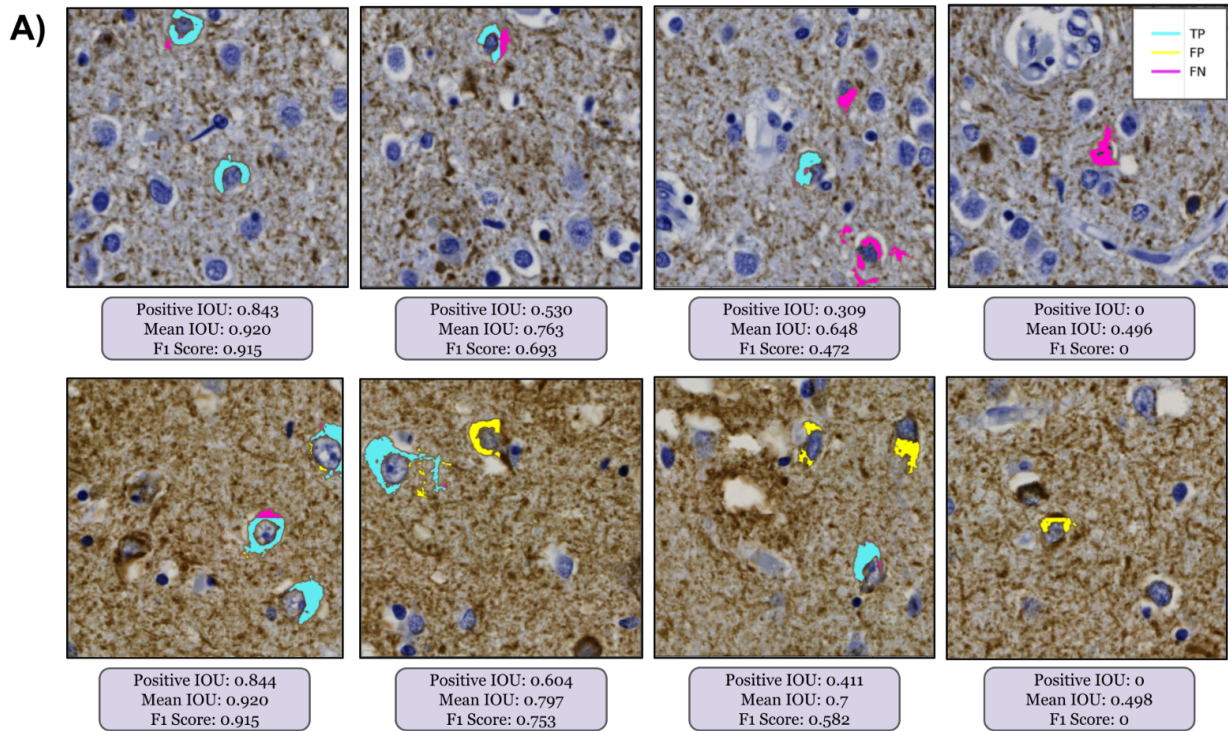 A)
TP
FP
FN
Positive IOU: 0.843
Mean IOU: 0.920
F1 Score: 0.915
Positive IOU: 0.530
Mean IOU: 0.763
F1 Score: 0.693
Positive IOU: 0.309
Mean IOU: 0.648
F1 Score: 0.472
Positive IOU: 0
Mean IOU: 0.496
F1 Score: 0
Positive IOU: 0.844
Mean IOU: 0.920
F1 Score: 0.915
Positive IOU: 0.604
Mean IOU: 0.797
F1 Score: 0.753
Positive IOU: 0.411
Mean IOU: 0.7
F1 Score: 0.582
Positive IOU: 0
Mean IOU: 0.498
F1 Score: 0